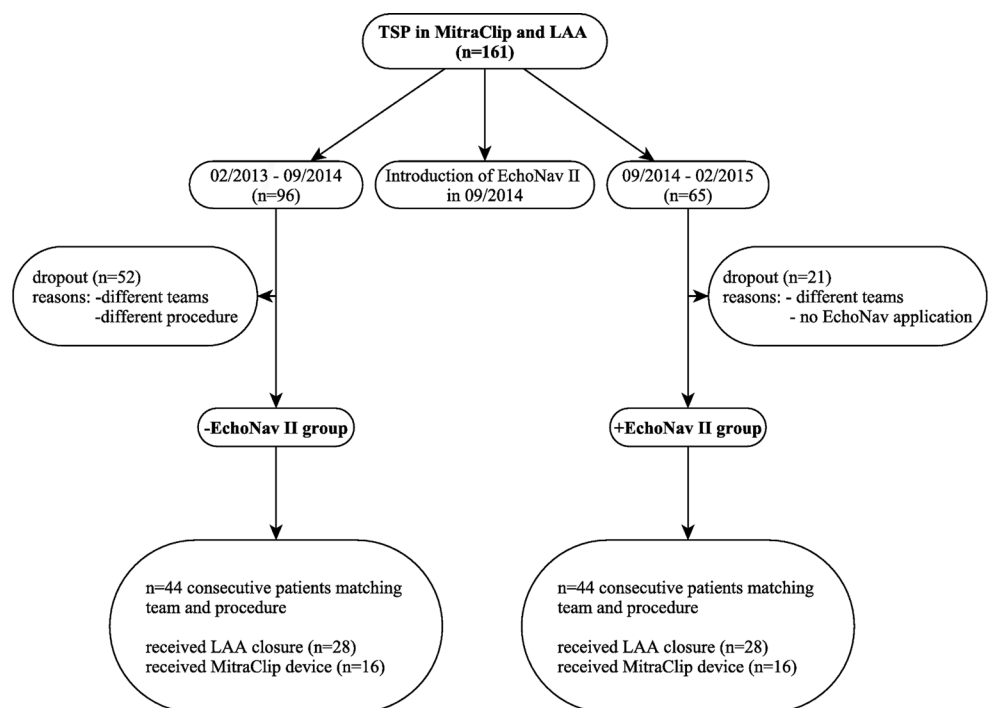 TSP in MitraClip and LAA
(n=161)
02/2013 - 09/2014
(n=96)
Introduction of EchoNav II
in 09/2014
09/2014 - 02/2015
(n=65)
dropout (n=52)
reasons: -different teams
-different procedure
dropout (n=21)
reasons: - different teams
- no EchoNav application
-EchoNav II group
+EchoNav II group
n=44 consecutive patients matching
team and procedure
received LAA closure (n=28)
received MitraClip device (n=16)
n=44 consecutive patients matching
team and procedure
received LAA closure (n=28)
received MitraClip device (n=16)